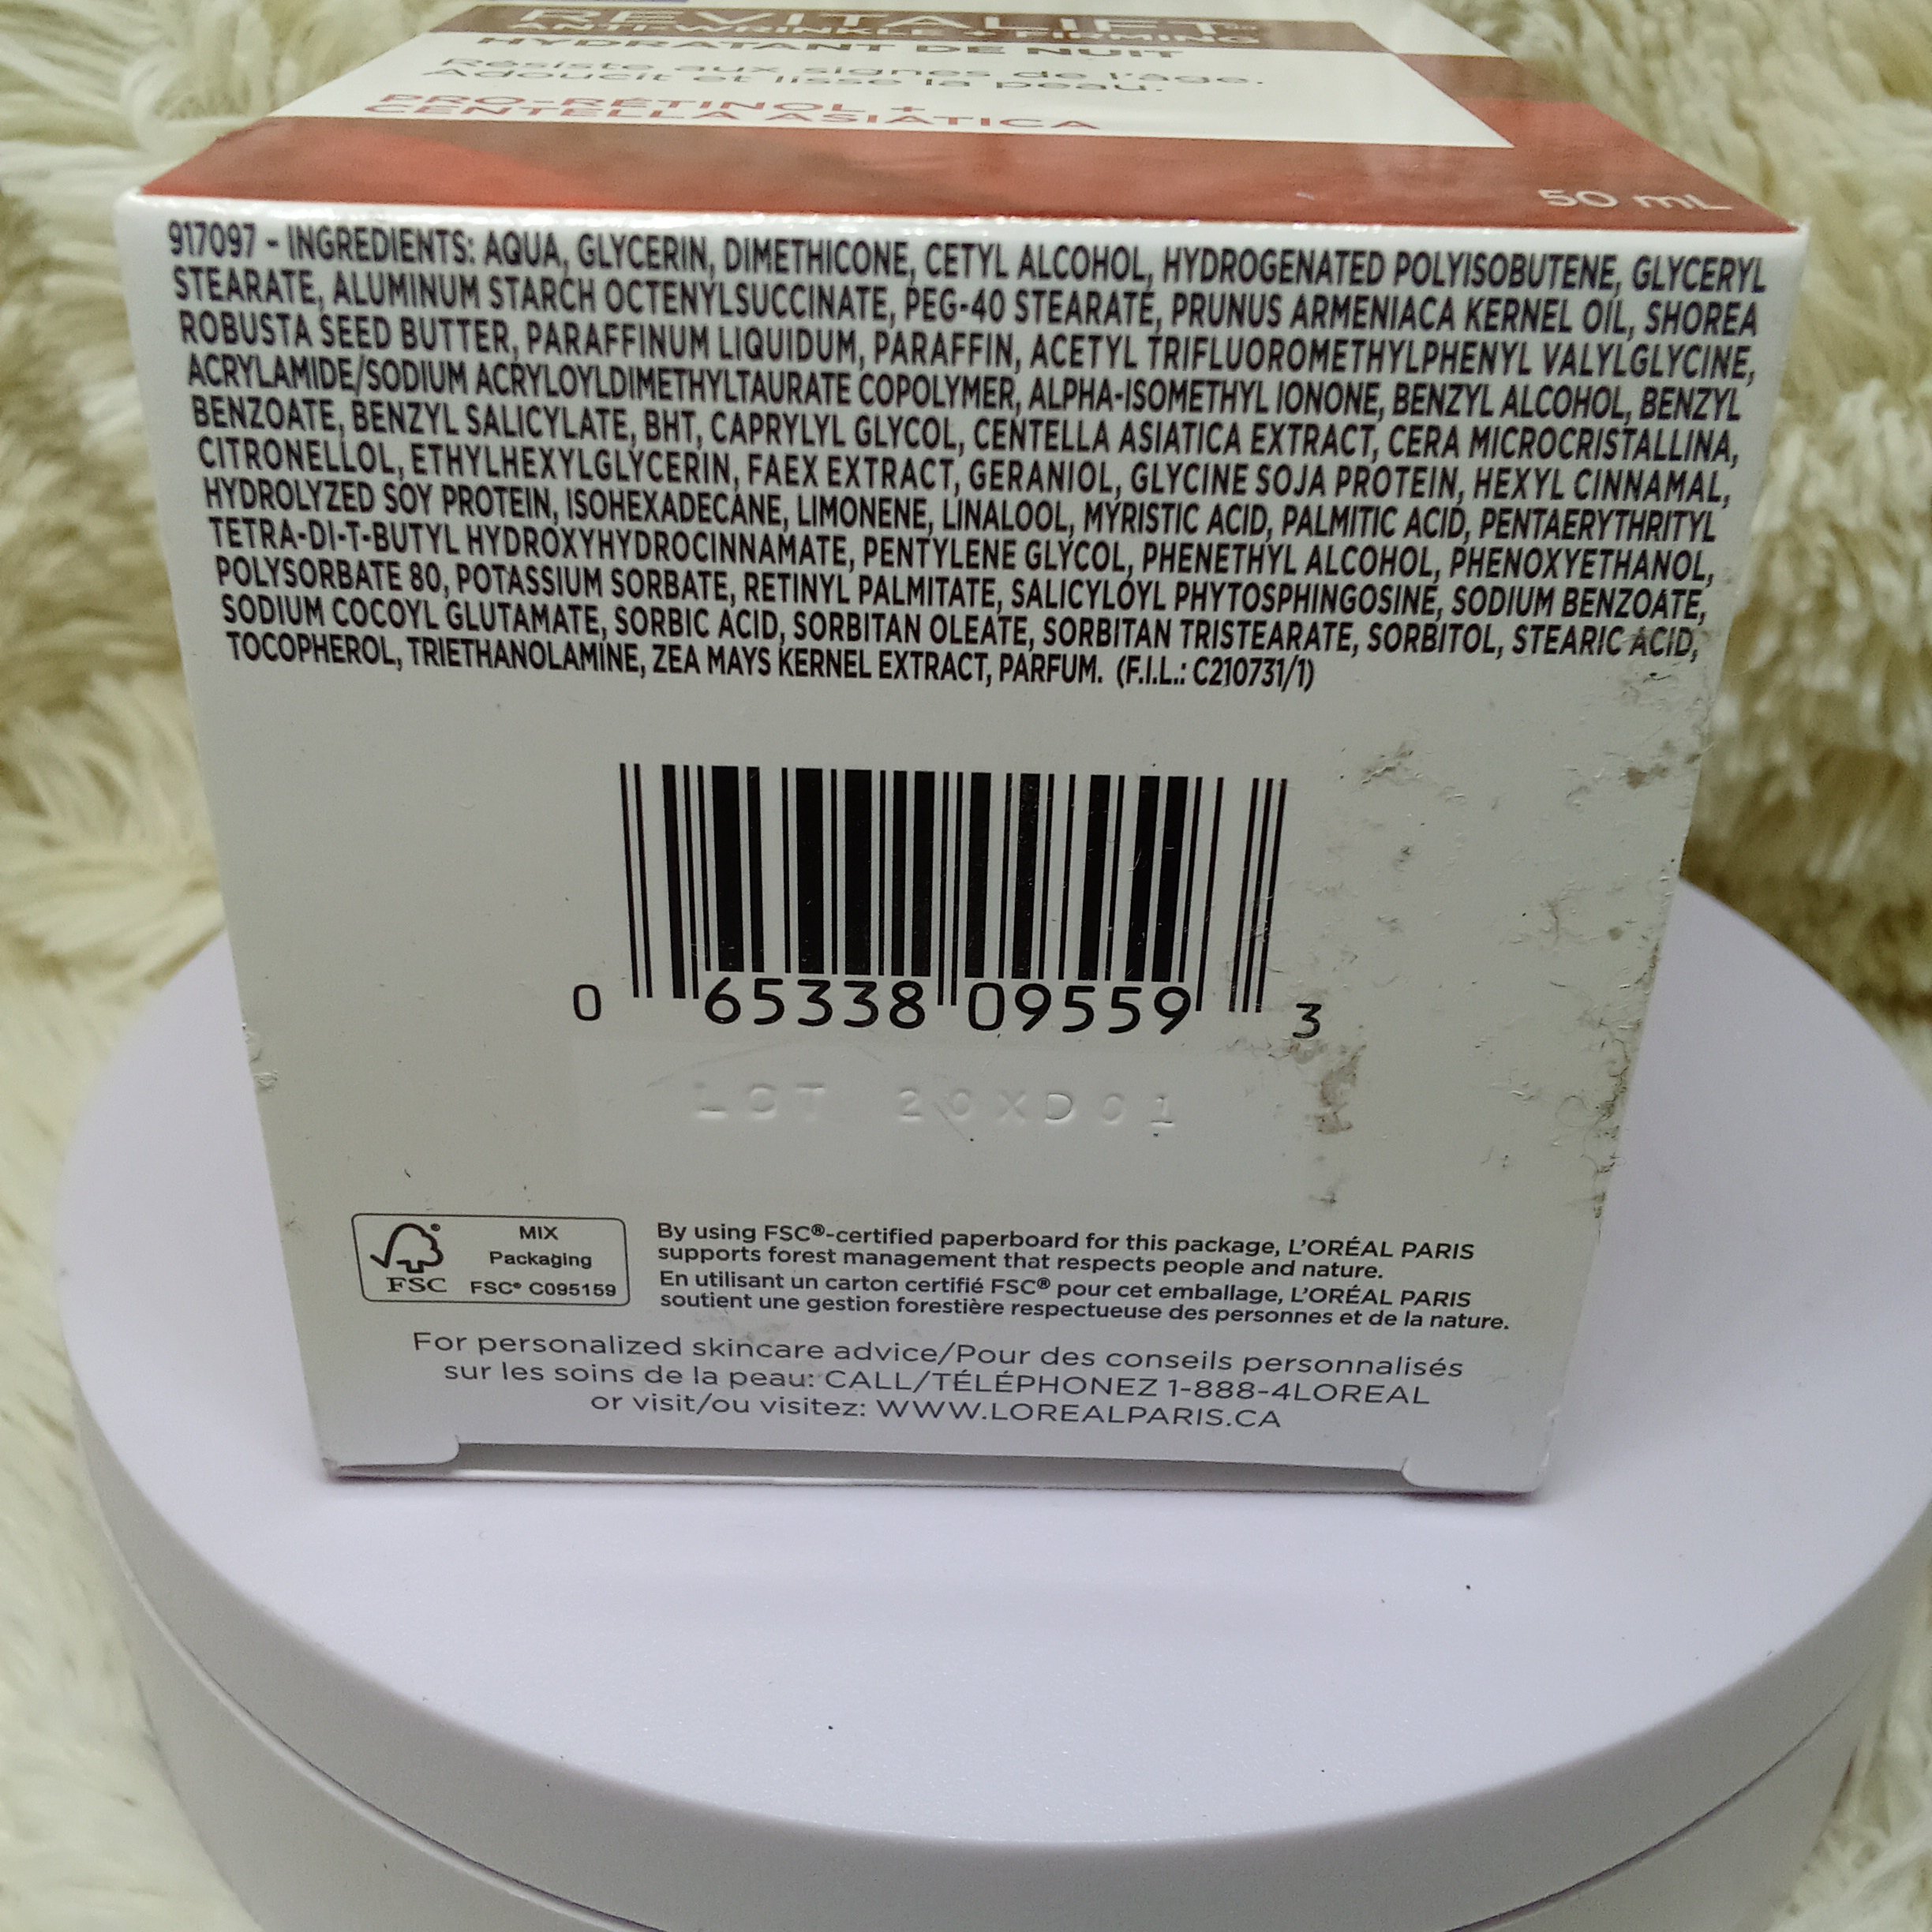 REVITALIFT
ANTI-WRINKLE + FIRMING
HYDRATANT DE NUIT
Résiste aux signes de l'âge.
Adoucit et lisse la peau.
PRO-RÉTINOL +
CENTELLA ASIATICA
50 mL
917097 - INGREDIENTS: AQUA, GLYCERIN, DIMETHICONE, CETYL ALCOHOL, HYDROGENATED POLYISOBUTENE, GLYCERYL
STEARATE, ALUMINUM STARCH OCTENYLSUCCINATE, PEG-40 STEARATE, PRUNUS ARMENIACA KERNEL OIL, SHOREA
ROBUSTA SEED BUTTER, PARAFFINUM LIQUIDUM, PARAFFIN, ACETYL TRIFLUOROMETHYLPHENYL VALYLGLYCINE,
ACRYLAMIDE/SODIUM ACRYLOYLDIMETHYLTAURATE COPOLYMER, ALPHA-ISOMETHYL IONONE, BENZYL ALCOHOL, BENZYL
BENZOATE, BENZYL SALICYLATE, BHT, CAPRYLYL GLYCOL, CENTELLA ASIATICA EXTRACT, CERA MICROCRISTALLINA,
CITRONELLOL, ETHYLHEXYLGLYCERIN, FAEX EXTRACT, GERANIOL, GLYCINE SOJA PROTEIN, HEXYL CINNAMAL,
HYDROLYZED SOY PROTEIN, ISOHEXADECANE, LIMONENE, LINALOOL, MYRISTIC ACID, PALMITIC ACID, PENTAERYTHRITYL
TETRA-DI-T-BUTYL HYDROXYHYDROCINNAMATE, PENTYLENE GLYCOL, PHENETHYL ALCOHOL, PHENOXYETHANOL,
POLYSORBATE 80, POTASSIUM SORBATE, RETINYL PALMITATE, SALICYLOYL PHYTOSPHINGOSINE, SODIUM BENZOATE,
SODIUM COCOYL GLUTAMATE, SORBIC ACID, SORBITAN OLEATE, SORBITAN TRISTEARATE, SORBITOL, STEARIC ACID,
TOCOPHEROL, TRIETHANOLAMINE, ZEA MAYS KERNEL EXTRACT, PARFUM. (F.I.L.: C210731/1)
0 65338 09559 3
LOT 20XD01
FSC
MIX
Packaging
FSC® C095159
By using FSC®-certified paperboard for this package, L'ORÉAL PARIS
supports forest management that respects people and nature.
En utilisant un carton certifié FSC® pour cet emballage, L'ORÉAL PARIS
soutient une gestion forestière respectueuse des personnes et de la nature.
For personalized skincare advice/Pour des conseils personnalisés
sur les soins de la peau: CALL/TÉLÉPHONEZ 1-888-4LOREAL
or visit/ou visitez: WWW.LOREALPARIS.CA